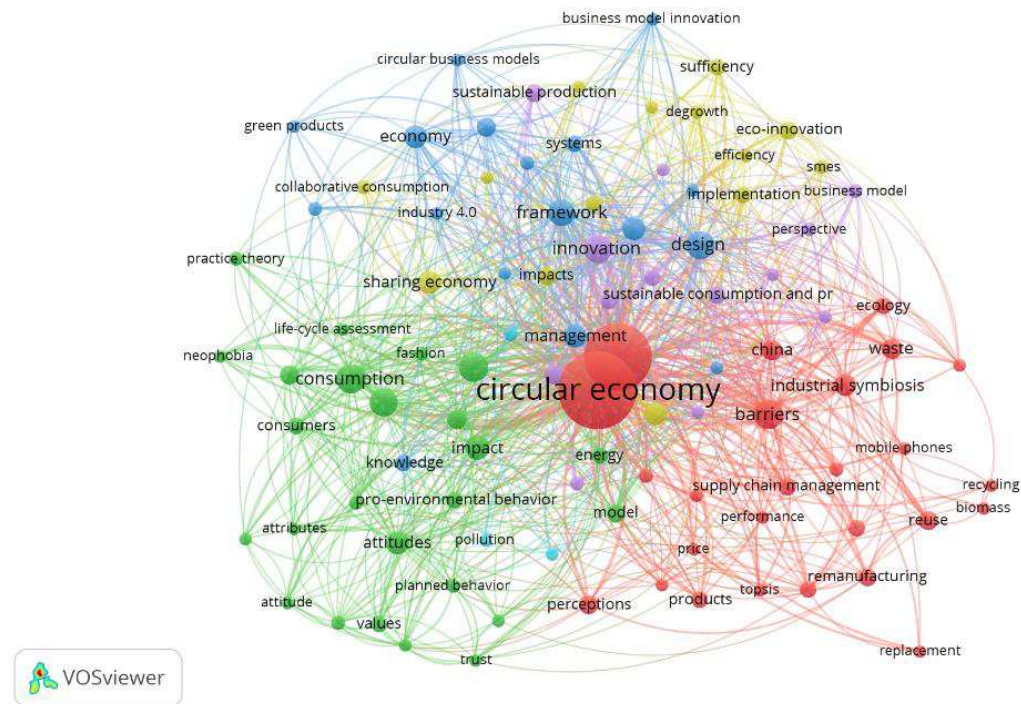 business model innovation
circular business models
sufficiency
sustainable production
degrowth
green products
economy
eco-innovation
systems
efficiency
smes
collaborative consumption
implementation
business model
industry 4.0
framework
perspective
innovation
design
practice theory
sharing economy
impacts
sustainable consumption and pr
ecology
life-cycle assessment
management
neophobia
fashion
china
waste
consumption
circular economy
industrial symbiosis
barriers
consumers
impact
energy
mobile phones
knowledge
supply chain management
recycling
pro-environmental behavior
biomass
model
performance
reuse
attributes
attitudes
pollution
price
planned behavior
topsis
remanufacturing
attitude
perceptions
products
values
replacement
trust
VOSviewer